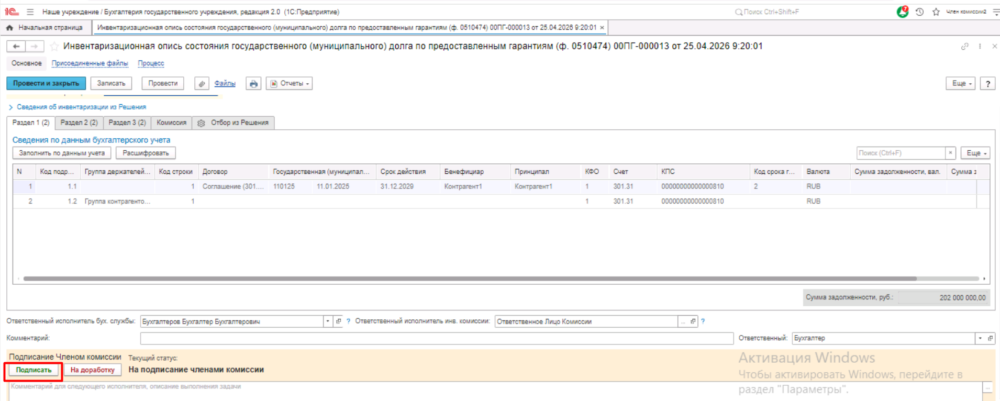 Наше учреждение / Бухгалтерия государственного учреждения, редакция 2.0 (1С:Предприятие) Поиск Ctrl+Shift+F 7 Член комиссии2
Начальная страница Инвентаризационная опись состояния государственного (муниципального) долга по предоставленным гарантиям (ф. 0510474) 00ПГ-000013 от 25.04.2026 9:20:01 ×
Инвентаризационная опись состояния государственного (муниципального) долга по предоставленным гарантиям (ф. 0510474) 00ПГ-000013 от 25.04.2026 9:20:01
Основное Присоединенные файлы Процесс
Провести и закрыть Записать Провести Файлы Отчеты Еще ?
Сведения об инвентаризации из Решения
Раздел 1 (2) Раздел 2 (2) Раздел 3 (2) Комиссия Отбор из Решения
Сведения по данным бухгалтерского учета
Заполнить по данным учета Расшифровать Поиск (Ctrl+F) × Еще
N Код подр... Группа держателей... Код строки Договор Государственная (муниципал... Срок действия Бенефициар Принципал КФО Счет КПС Код срока г... Валюта Сумма задолженности, вал. Сумма з
1 1.1 1 Соглашение (301.... 110125 11.01.2025 31.12.2029 Контрагент1 Контрагент1 1 301.31 00000000000000810 2 RUB
2 1.2 Группа контрагенто... 1 1 301.31 00000000000000810 RUB
Сумма задолженности, руб.: 202 000 000,00
Ответственный исполнитель бух. службы: Бухгалтеров Бухгалтер Бухгалтерович ? Ответственный исполнитель инв. комиссии: Ответственное Лицо Комиссии ... ?
Комментарий: Ответственный: Бухгалтер
Подписание Членом комиссии Текущий статус:
Подписать На доработку На подписание членами комиссии
Комментарий для следующего исполнителя, описание выполнения задачи ...
Активация Windows
Чтобы активировать Windows, перейдите в
раздел "Параметры".